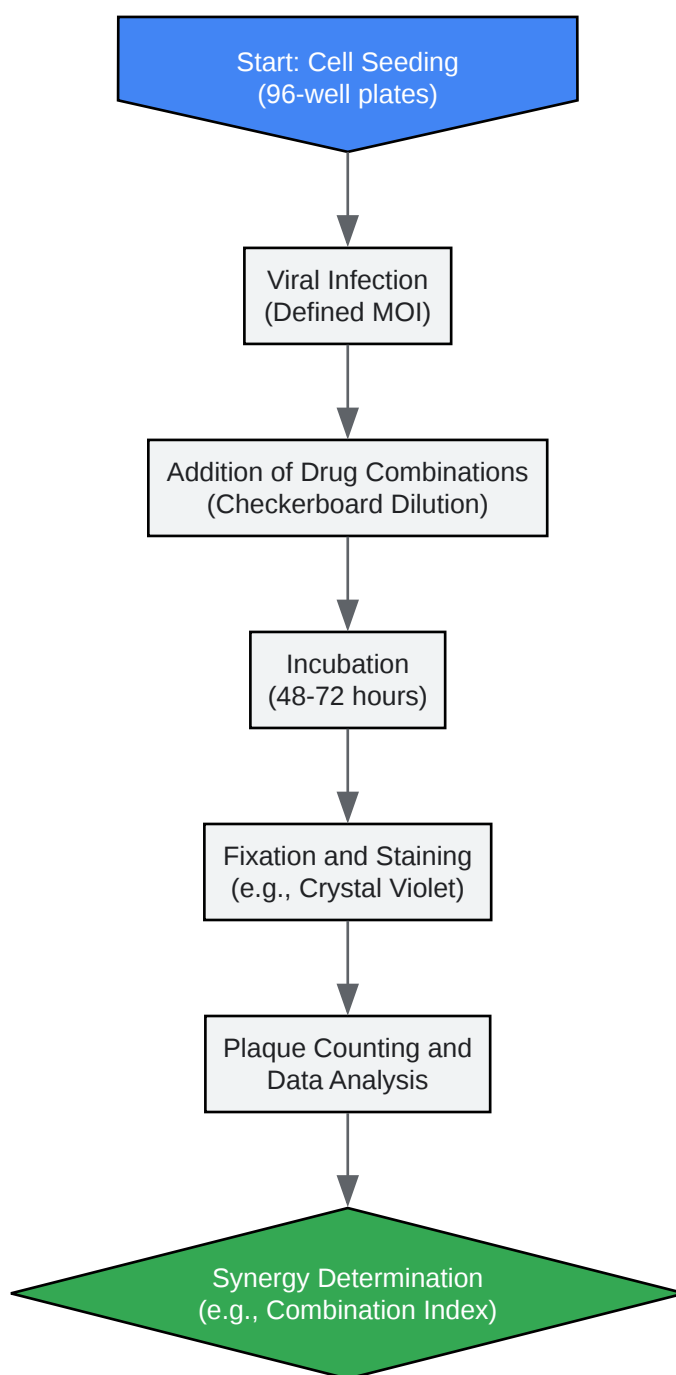 Start: Cell Seeding
(96-well plates)
Viral Infection
(Defined MOI)
Addition of Drug Combinations
(Checkerboard Dilution)
Incubation
(48-72 hours)
Fixation and Staining
(e.g., Crystal Violet)
Plaque Counting and
Data Analysis
Synergy Determination
(e.g., Combination Index)